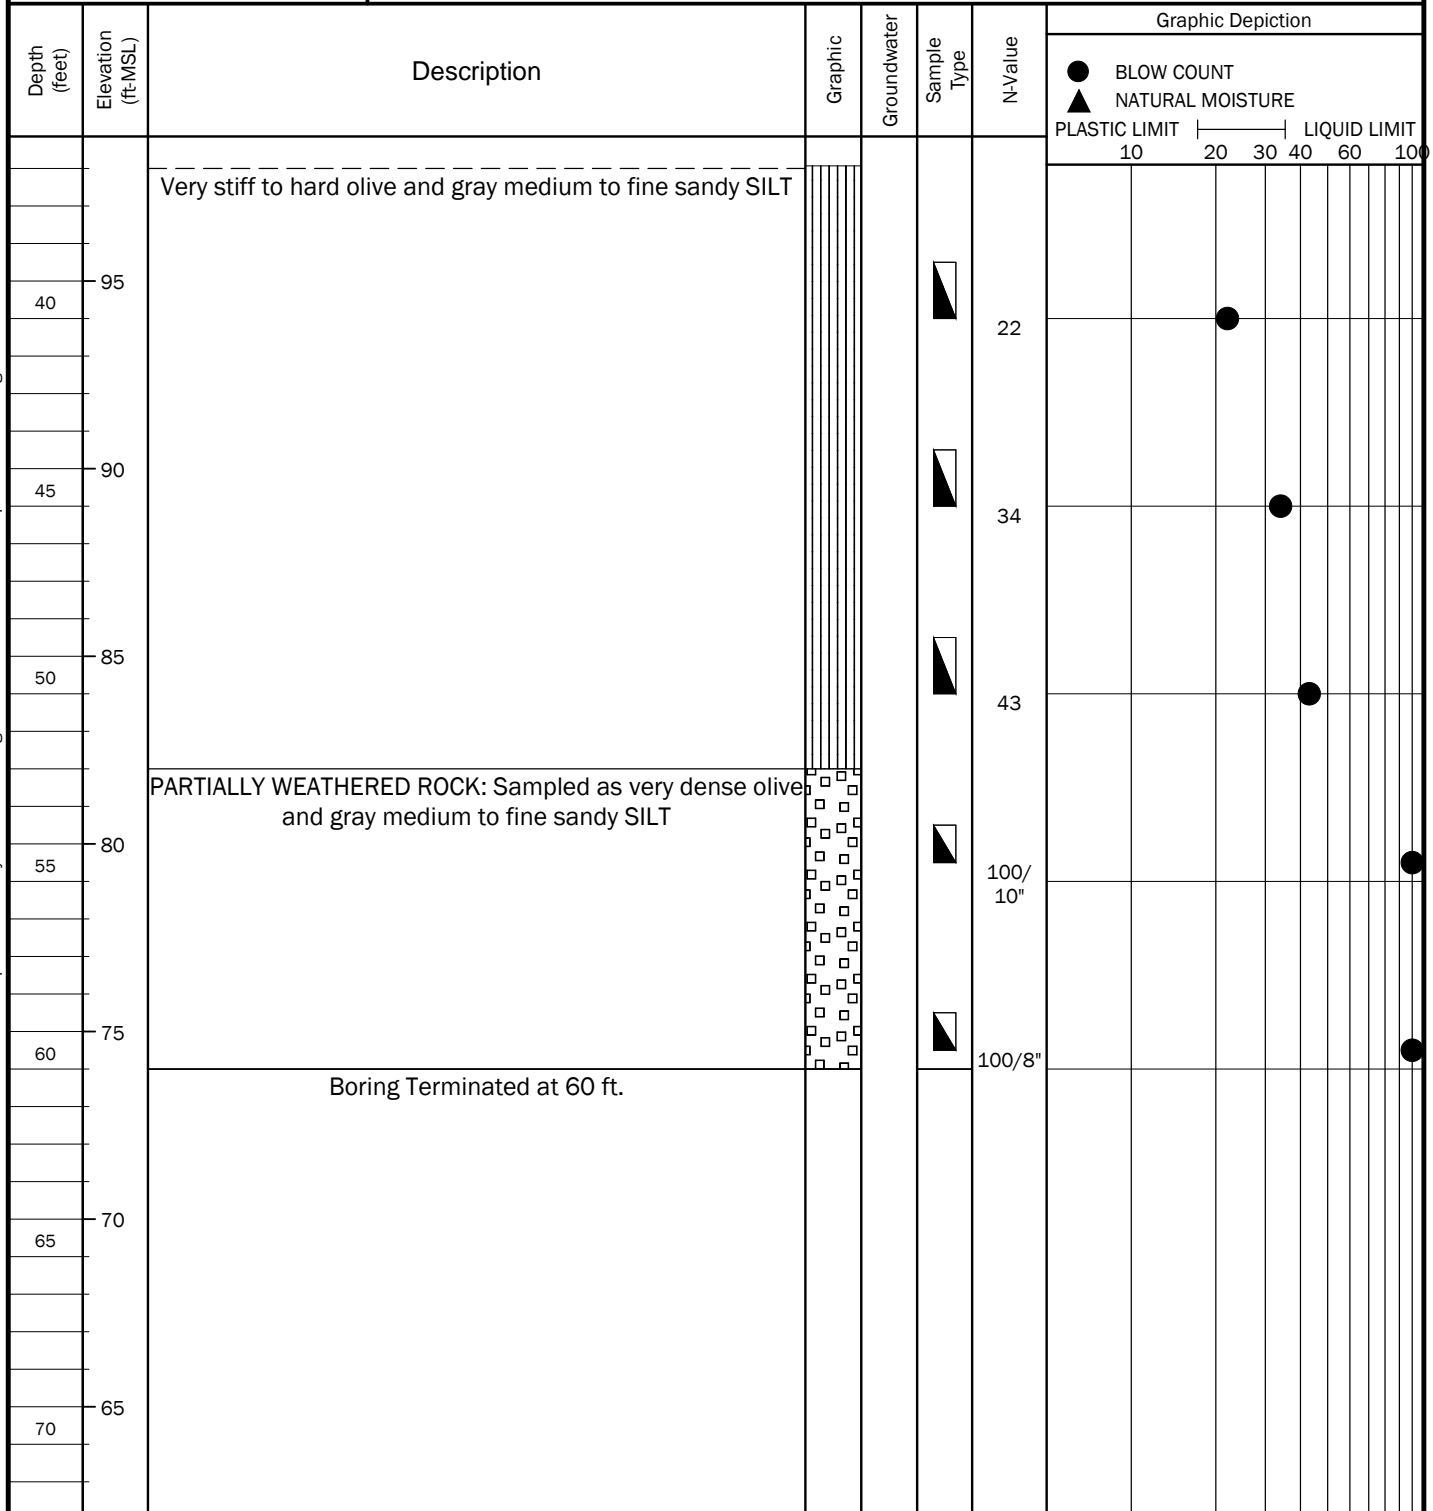 Depth
(feet)
Elevation
(ft-MSL)
Description
Graphic
Groundwater
Sample
Type
N-Value
Graphic Depiction
BLOW COUNT
NATURAL MOISTURE
PLASTIC LIMIT LIQUID LIMIT
10 20 30 40 60 100
Very stiff to hard olive and gray medium to fine sandy SILT
95
40
22
90
45
34
85
50
43
PARTIALLY WEATHERED ROCK: Sampled as very dense olive
and gray medium to fine sandy SILT
80
55
100/
10"
75
60
100/8"
Boring Terminated at 60 ft.
70
65
65
70